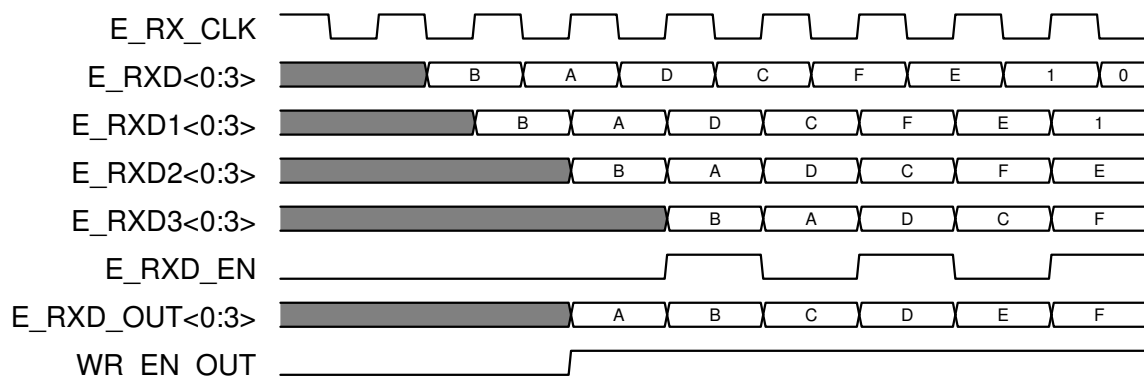 E_RX_CLK
E_RXD<0:3> B A D C F E 1 0
E_RXD1<0:3> B A D C F E 1
E_RXD2<0:3> B A D C F E
E_RXD3<0:3> B A D C F
E_RXD_EN
E_RXD_OUT<0:3> A B C D E F
WR_EN_OUT